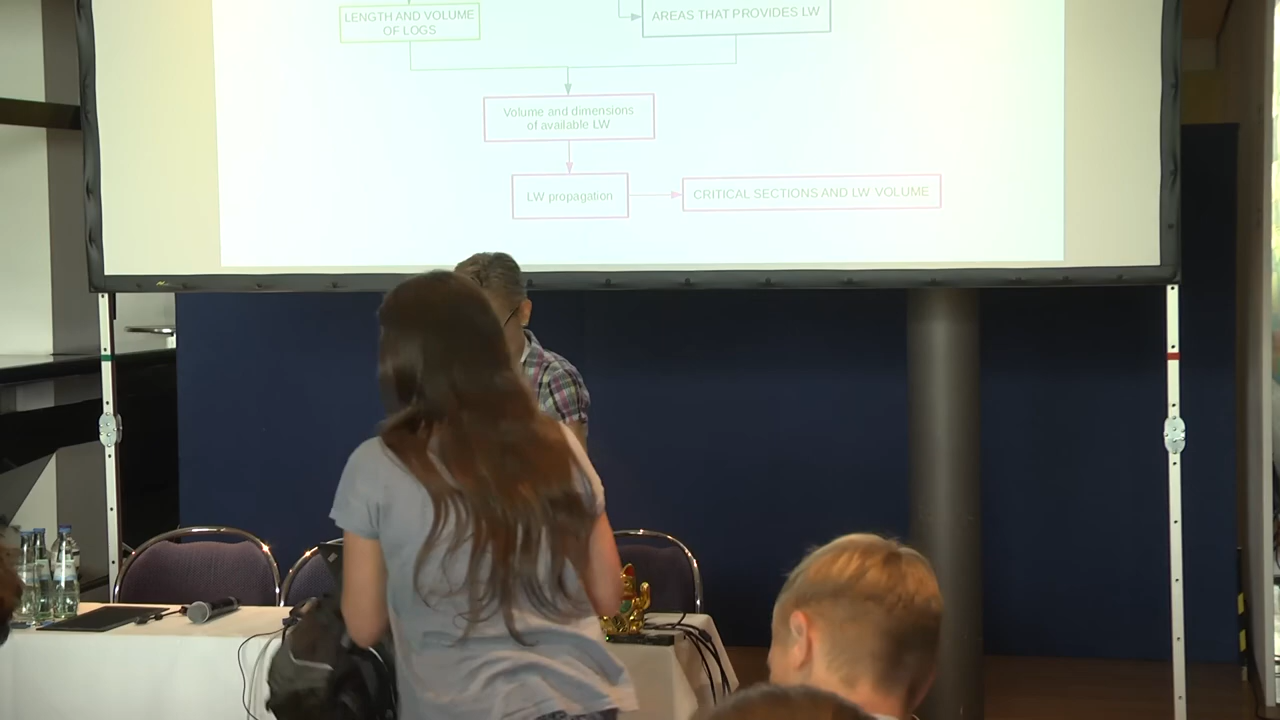 LENGTH AND VOLUME
OF LOGS
AREAS THAT PROVIDES LW
Volume and dimensions
of available LW
LW propagation
CRITICAL SECTIONS AND LW VOLUME